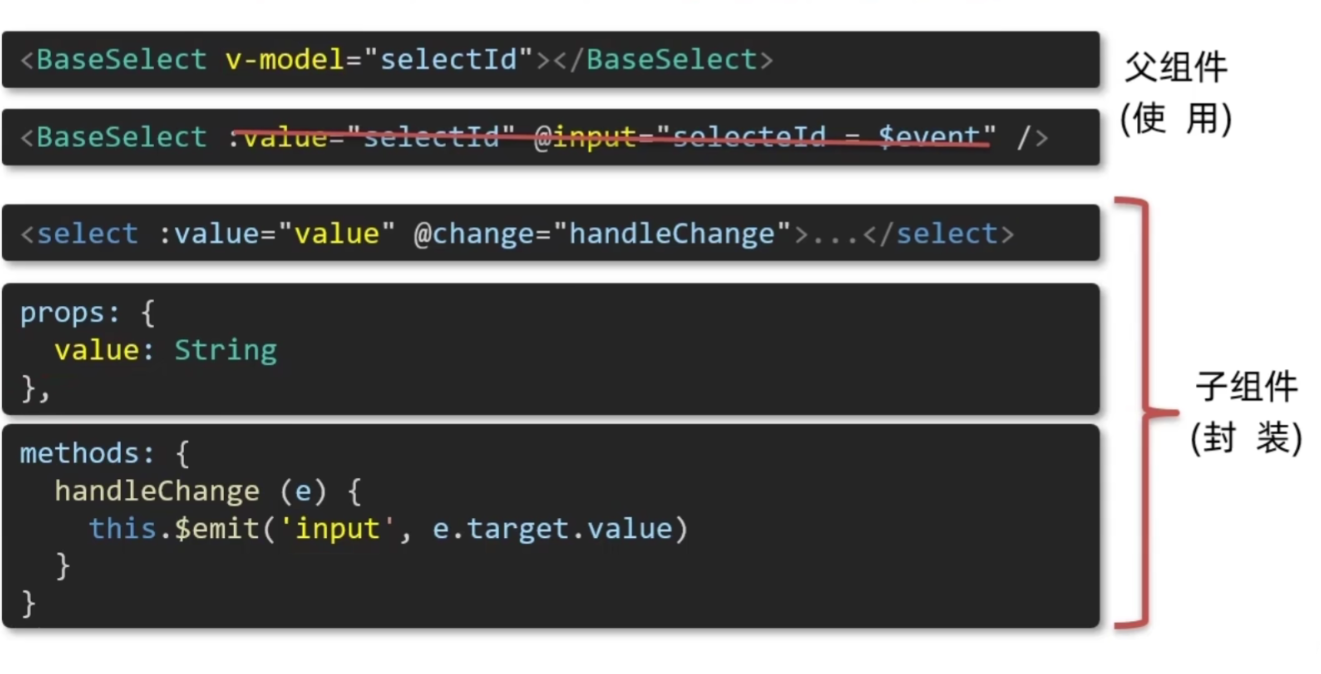 <BaseSelect v-model="selectId"></BaseSelect>
<BaseSelect :value="selectId" @input="selecteId = $event" />
父组件
(使 用)
<select :value="value" @change="handleChange">...</select>
props: {
  value: String
},
methods: {
  handleChange (e) {
    this.$emit('input', e.target.value)
  }
}
子组件
(封 装)